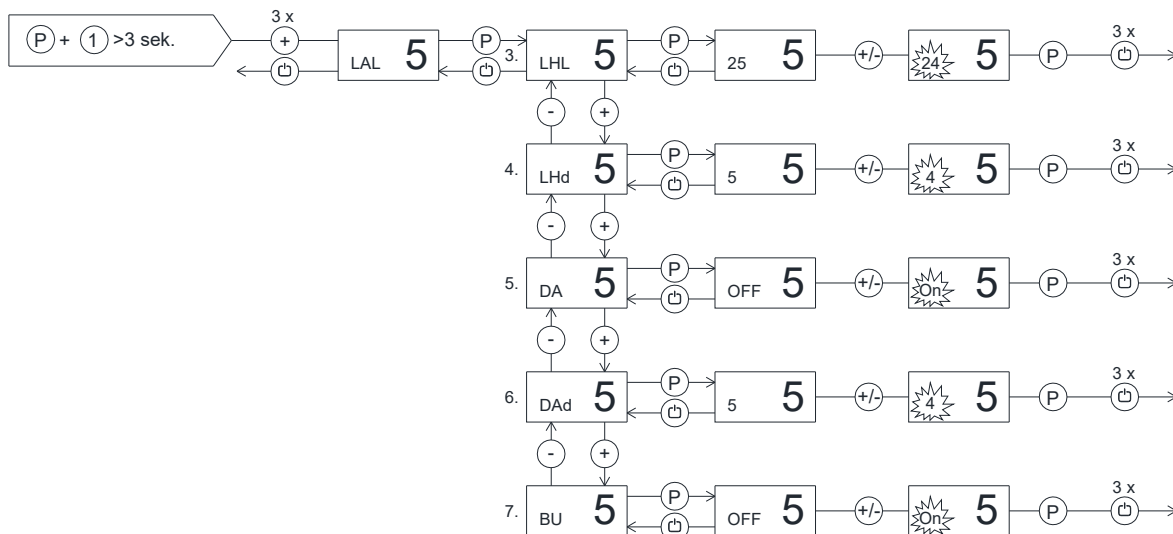 3 x
P + 1 >3 sek. + LAL 5 P 3. LHL 5 P 25 5 +/- 24 5 P 3 x
- +
4. LHd 5 P 5 5 +/- 4 5 P 3 x
- +
5. DA 5 P OFF 5 +/- On 5 P 3 x
- +
6. DAd 5 P 5 5 +/- 4 5 P 3 x
- +
7. BU 5 P OFF 5 +/- On 5 P 3 x